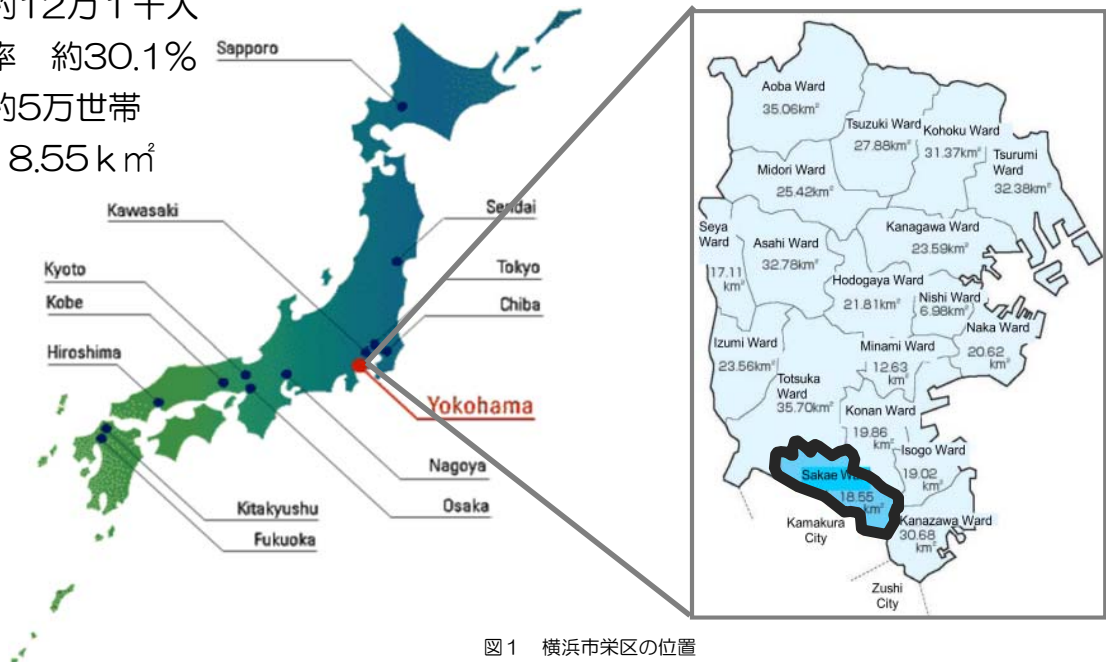 約12万1千人
率 約30.1%
約5万世帯
8.55ｋ㎡
Sapporo
Kawasaki
Sendai
Kyoto
Tokyo
Kobe
Chiba
Hiroshima
Yokohama
Nagoya
Kitakyushu
Osaka
Fukuoka
Aoba Ward
35.06km²
Tsuzuki Ward
27.88km²
Kohoku Ward
31.37km²
Tsurumi
Ward
32.38km²
Midori Ward
25.42km²
Seya
Ward
17.11
km²
Asahi Ward
32.78km²
Kanagawa Ward
23.59km²
Hodogaya Ward
21.81km²
Nishi Ward
6.98km²
Naka Ward
20.62
km²
Izumi Ward
23.56km²
Minami Ward
12.63
km²
Totsuka
Ward
35.70km²
Konan Ward
19.86
km²
Isogo Ward
19.02
km²
Sakae Wa
18.55
km²
Kamakura
City
Kanazawa Ward
30.68
km²
Zushi
City
図1 横浜市栄区の位置